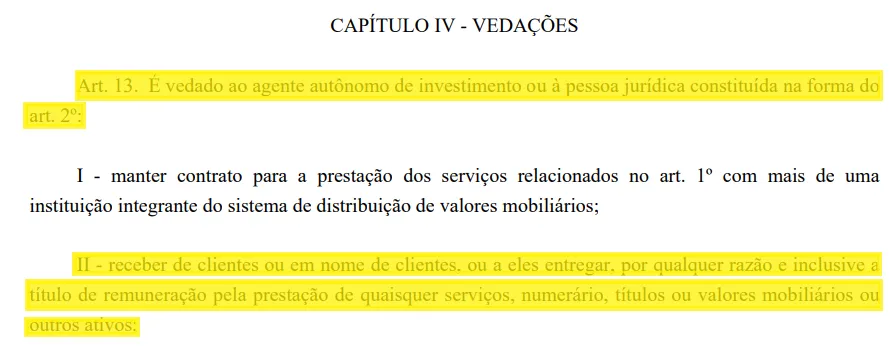 CAPÍTULO IV - VEDAÇÕES
Art. 13.  É vedado ao agente autônomo de investimento ou à pessoa jurídica constituída na forma do
art. 2º:
I - manter contrato para a prestação dos serviços relacionados no art. 1º com mais de uma
instituição integrante do sistema de distribuição de valores mobiliários;
II - receber de clientes ou em nome de clientes, ou a eles entregar, por qualquer razão e inclusive a
título de remuneração pela prestação de quaisquer serviços, numerário, títulos ou valores mobiliários ou
outros ativos;